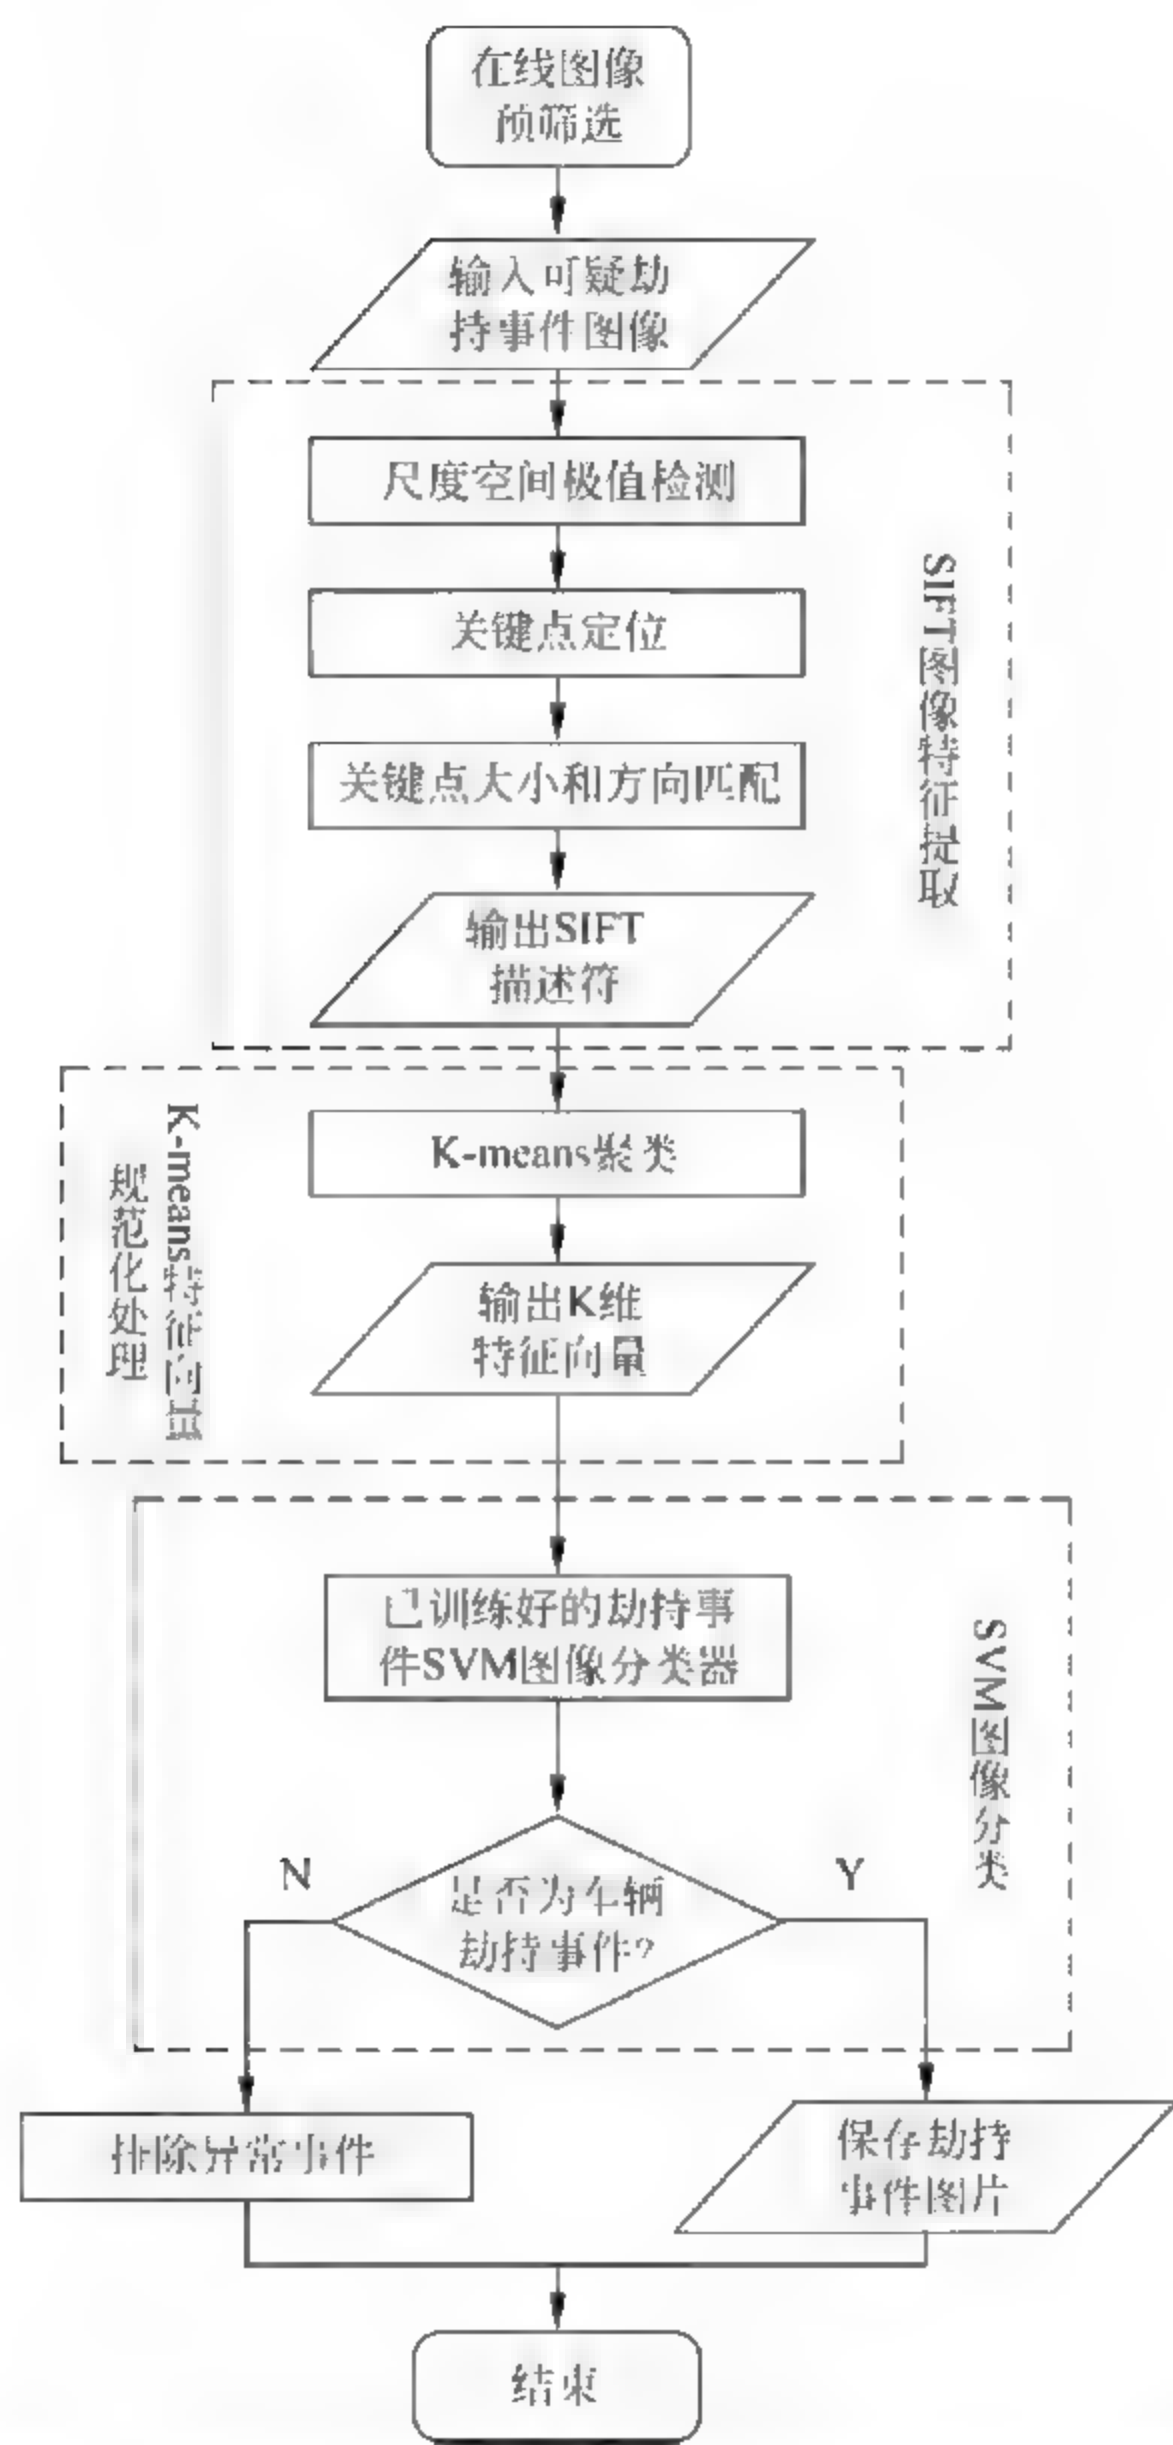 在线图像
预筛选
输入可疑劫
持事件图像
尺度空间极值检测
关键点定位
关键点大小和方向匹配
输出SIFT
描述符
SIFT图像特征提取
K-means聚类
输出K维
特征向量
K-means特征向量
规范化处理
已训练好的劫持事
件SVM图像分类器
是否为车辆
劫持事件?
N
Y
SVM图像分类
排除异常事件
保存劫持
事件图片
结束